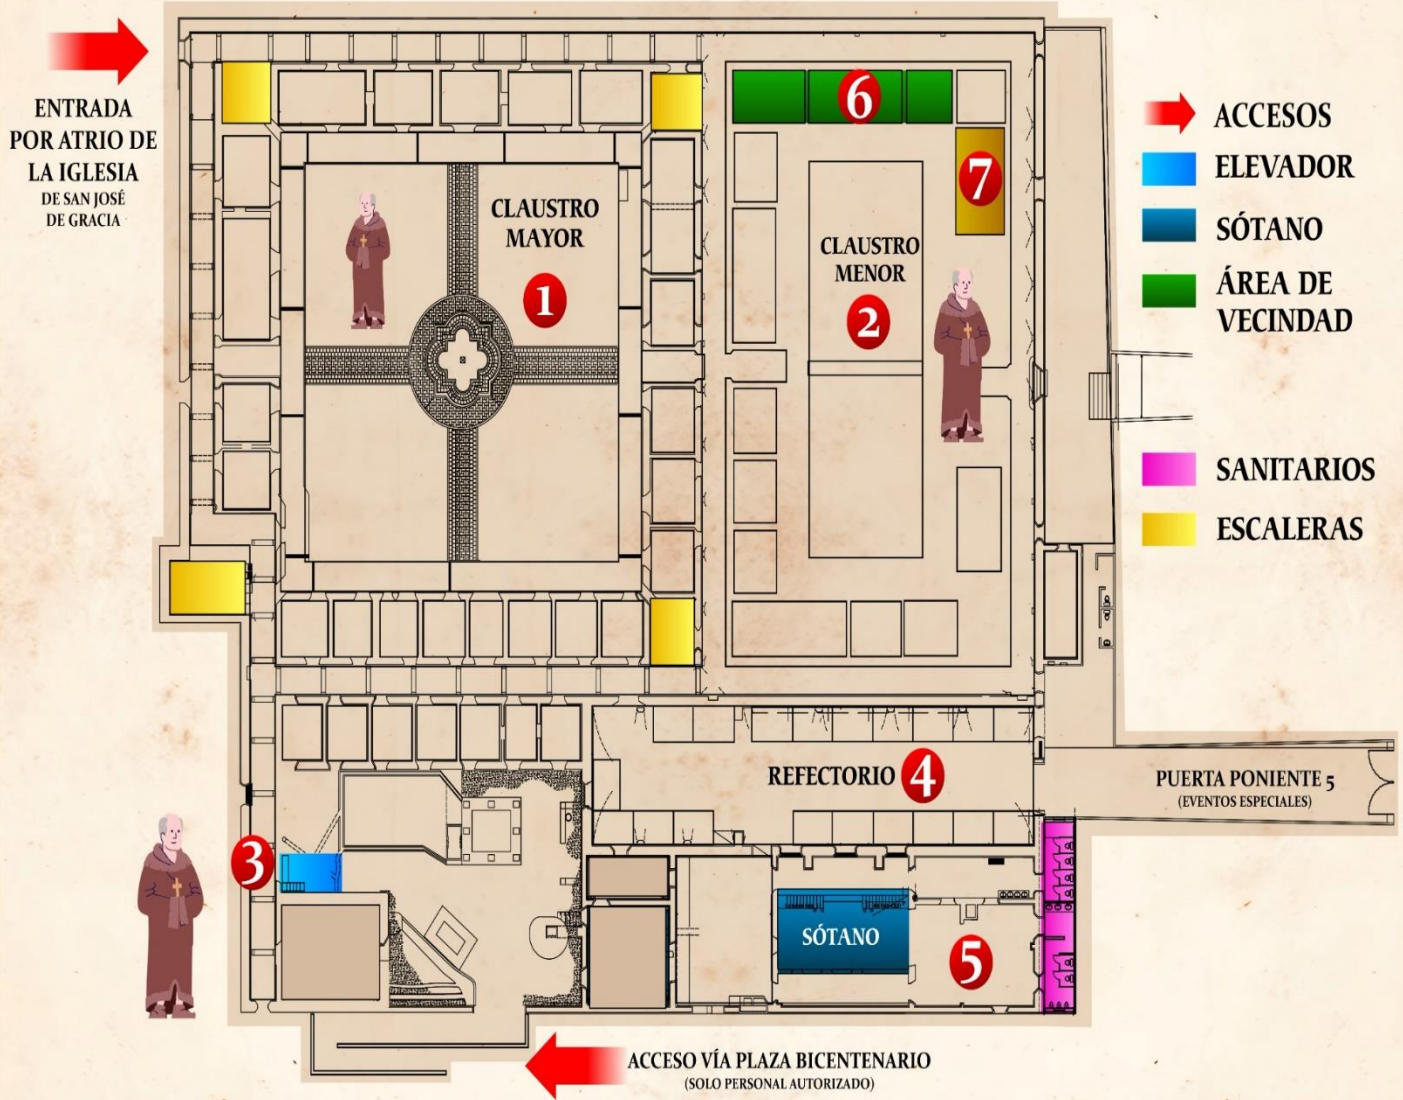 ENTRADA
POR ATRIO DE
LA IGLESIA
DE SAN JOSÉ
DE GRACIA
CLAUSTRO
MAYOR
1
CLAUSTRO
MENOR
2
6
7
ACCESOS
ELEVADOR
SÓTANO
ÁREA DE
VECINDAD
SANITARIOS
ESCALERAS
REFECTORIO 4
PUERTA PONIENTE 5
(EVENTOS ESPECIALES)
3
SÓTANO
5
ACCESO VÍA PLAZA BICENTENARIO
(SOLO PERSONAL AUTORIZADO)